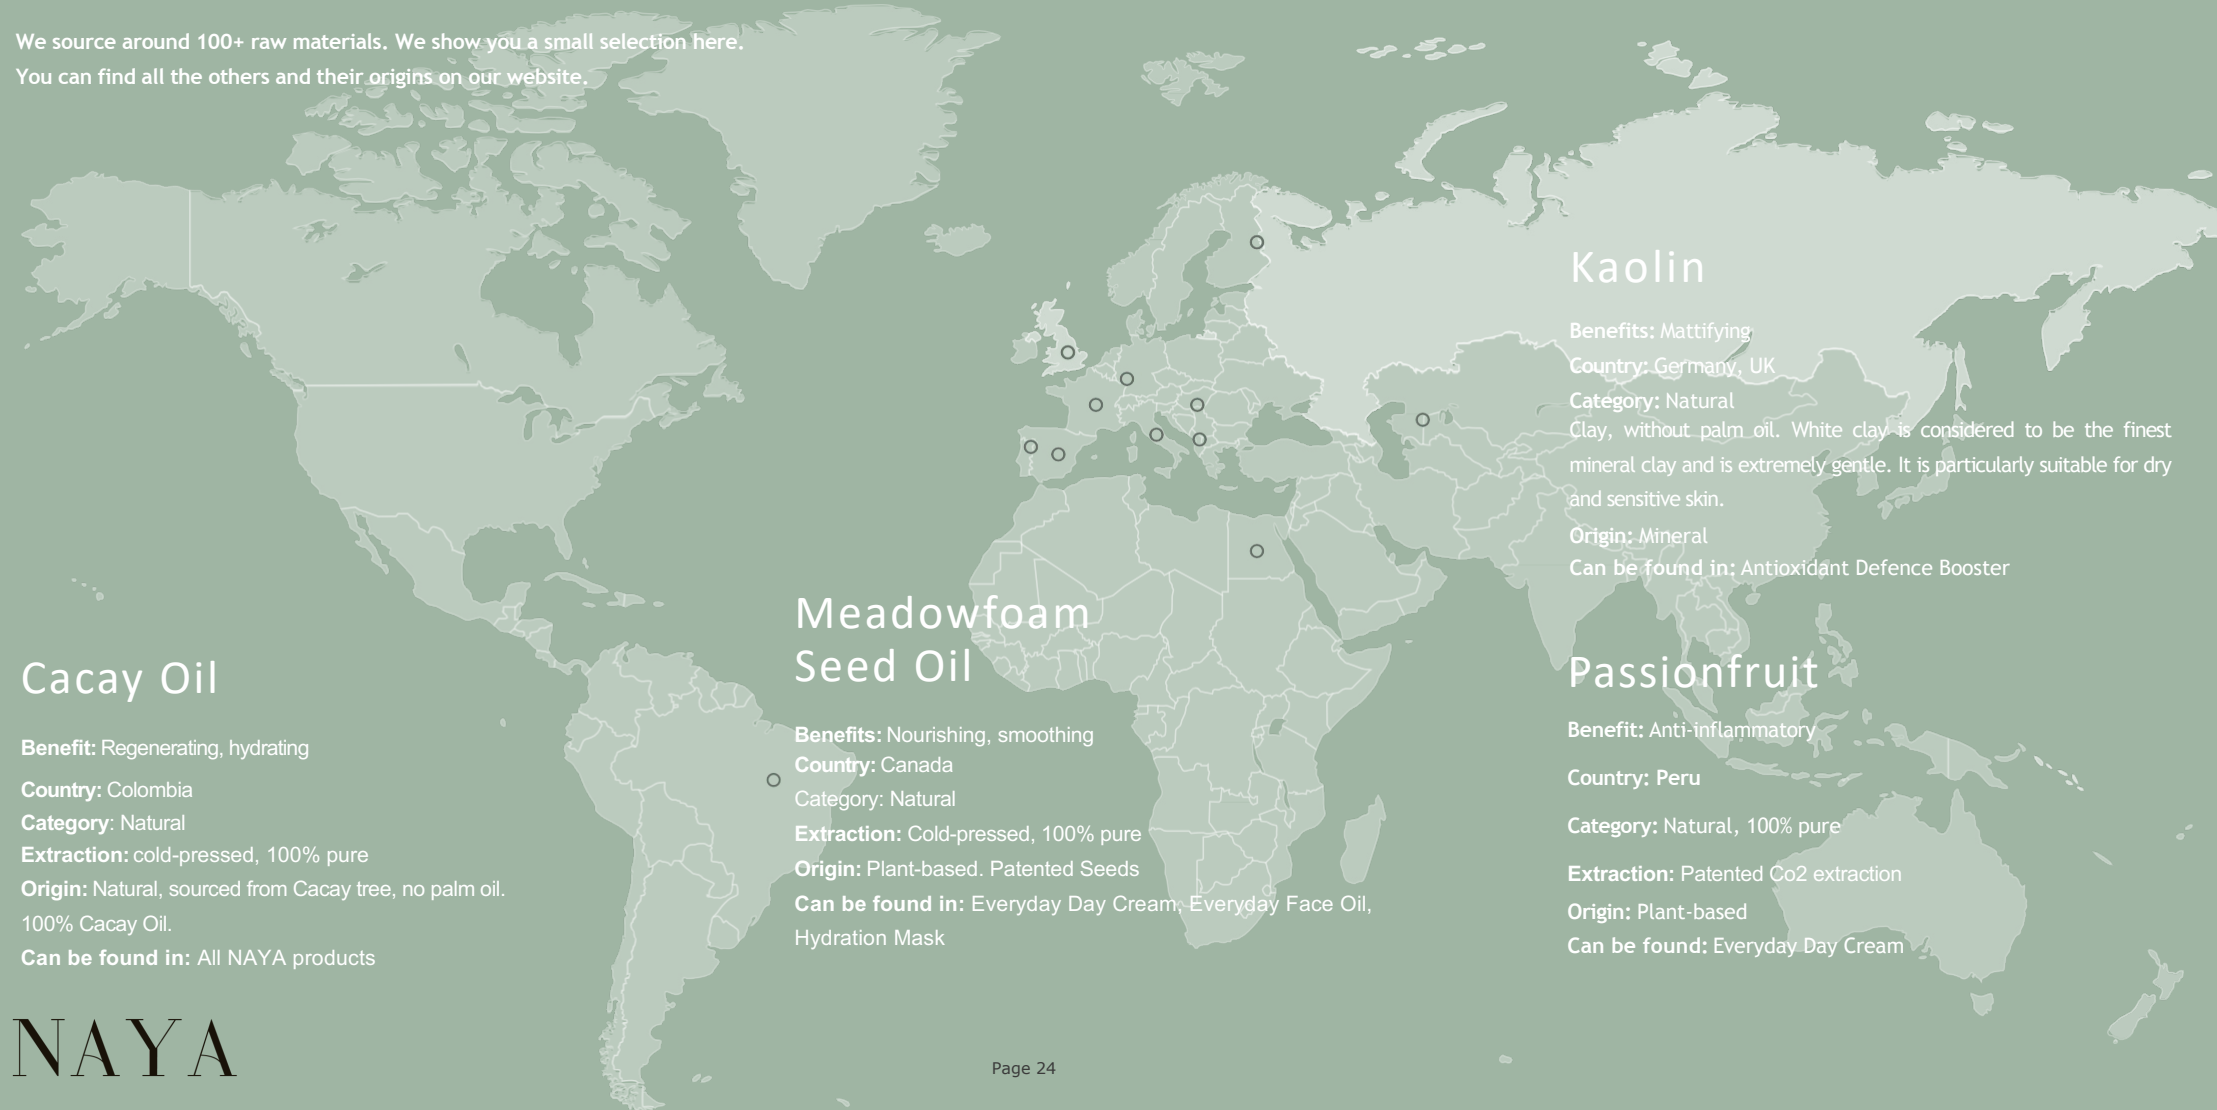 We source around 100+ raw materials. We show you a small selection here.
You can find all the others and their origins on our website.
Kaolin
Benefits: Mattifying
Country: Germany, UK
Category: Natural
Clay, without palm oil. White clay is considered to be the finest
mineral clay and is extremely gentle. It is particularly suitable for dry
and sensitive skin.
Origin: Mineral
Can be found in: Antioxidant Defence Booster
Meadowfoam
Seed Oil
Benefits: Nourishing, smoothing
Country: Canada
Category: Natural
Extraction: Cold-pressed, 100% pure
Origin: Plant-based. Patented Seeds
Can be found in: Everyday Day Cream, Everyday Face Oil,
Hydration Mask
Cacay Oil
Benefit: Regenerating, hydrating
Country: Colombia
Category: Natural
Extraction: cold-pressed, 100% pure
Origin: Natural, sourced from Cacay tree, no palm oil.
100% Cacay Oil.
Can be found in: All NAYA products
Passionfruit
Benefit: Anti-inflammatory
Country: Peru
Category: Natural, 100% pure
Extraction: Patented Co2 extraction
Origin: Plant-based
Can be found: Everyday Day Cream
NAYA
Page 24